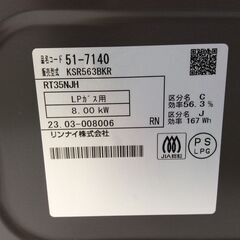 品名コード 51-7140
販売型式 KSR563BKR
RT35NJH
LPガス用
8.00 kW
23.03-008006 RN
リンナイ株式会社
区分名 C
効率56.3 %
区分名 J
効率 167 Wh
JIA認証
PS
LPG